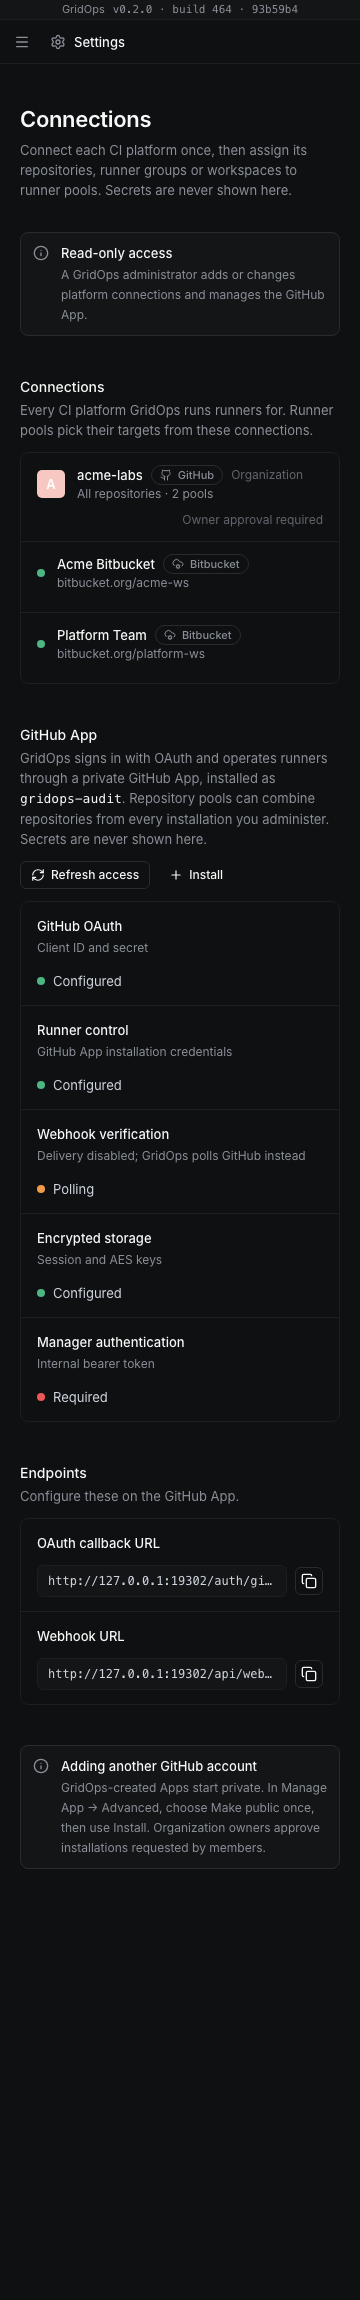 GridOps v0.2.0 · build 464 · 93b59b4
Settings
Connections
Connect each CI platform once, then assign its
repositories, runner groups or workspaces to
runner pools. Secrets are never shown here.
Read-only access
A GridOps administrator adds or changes
platform connections and manages the GitHub
App.
Connections
Every CI platform GridOps runs runners for. Runner
pools pick their targets from these connections.
A
acme-labs GitHub Organization
All repositories · 2 pools
Owner approval required
Acme Bitbucket Bitbucket
bitbucket.org/acme-ws
Platform Team Bitbucket
bitbucket.org/platform-ws
GitHub App
GridOps signs in with OAuth and operates runners
through a private GitHub App, installed as
gridops-audit. Repository pools can combine
repositories from every installation you administer.
Secrets are never shown here.
Refresh access Install
GitHub OAuth
Client ID and secret
Configured
Runner control
GitHub App installation credentials
Configured
Webhook verification
Delivery disabled; GridOps polls GitHub instead
Polling
Encrypted storage
Session and AES keys
Configured
Manager authentication
Internal bearer token
Required
Endpoints
Configure these on the GitHub App.
OAuth callback URL
http://127.0.0.1:19302/auth/gi…
Webhook URL
http://127.0.0.1:19302/api/web…
Adding another GitHub account
GridOps-created Apps start private. In Manage
App → Advanced, choose Make public once,
then use Install. Organization owners approve
installations requested by members.